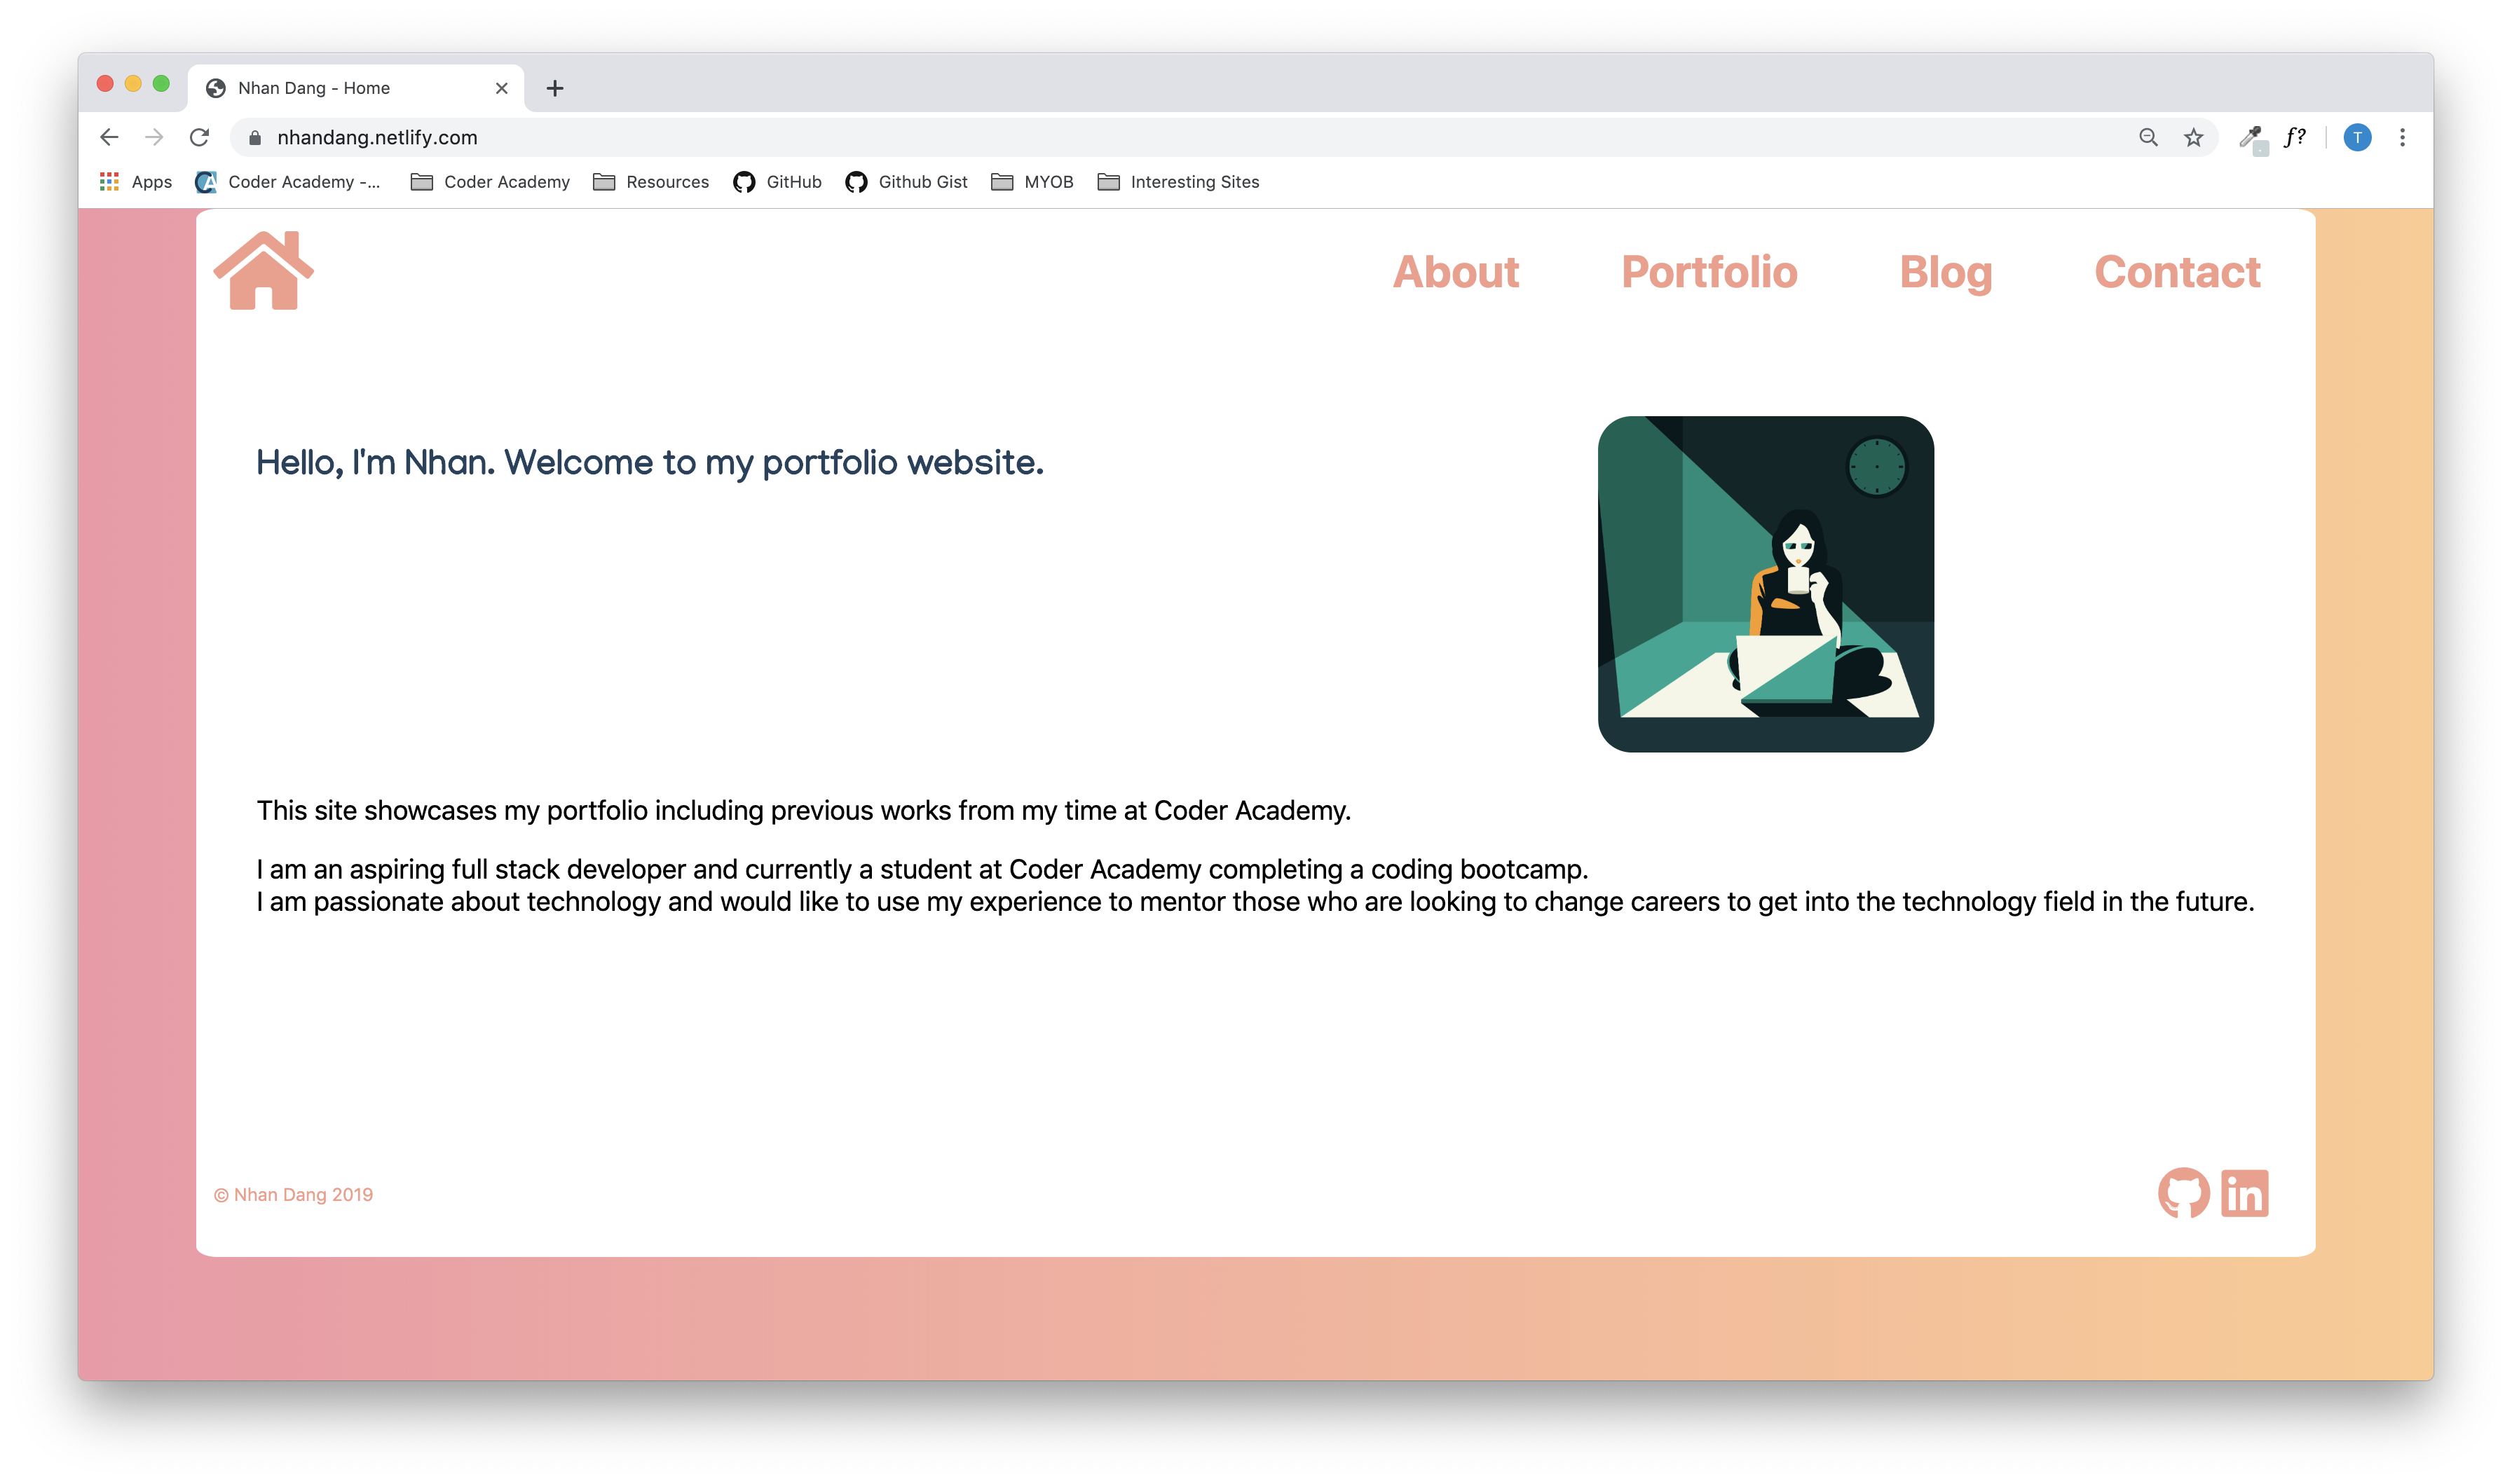 Nhan Dang - Home
nhandang.netlify.com
f?
T
Apps
Coder Academy -...
Coder Academy
Resources
GitHub
Github Gist
MYOB
Interesting Sites
About
Portfolio
Blog
Contact
Hello, I'm Nhan. Welcome to my portfolio website.
This site showcases my portfolio including previous works from my time at Coder Academy.
I am an aspiring full stack developer and currently a student at Coder Academy completing a coding bootcamp.
I am passionate about technology and would like to use my experience to mentor those who are looking to change careers to get into the technology field in the future.
© Nhan Dang 2019
in